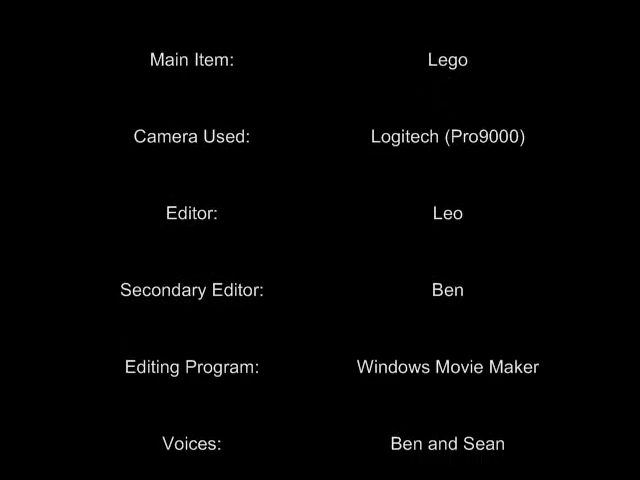 Main Item: Lego
Camera Used: Logitech (Pro9000)
Editor: Leo
Secondary Editor: Ben
Editing Program: Windows Movie Maker
Voices: Ben and Sean